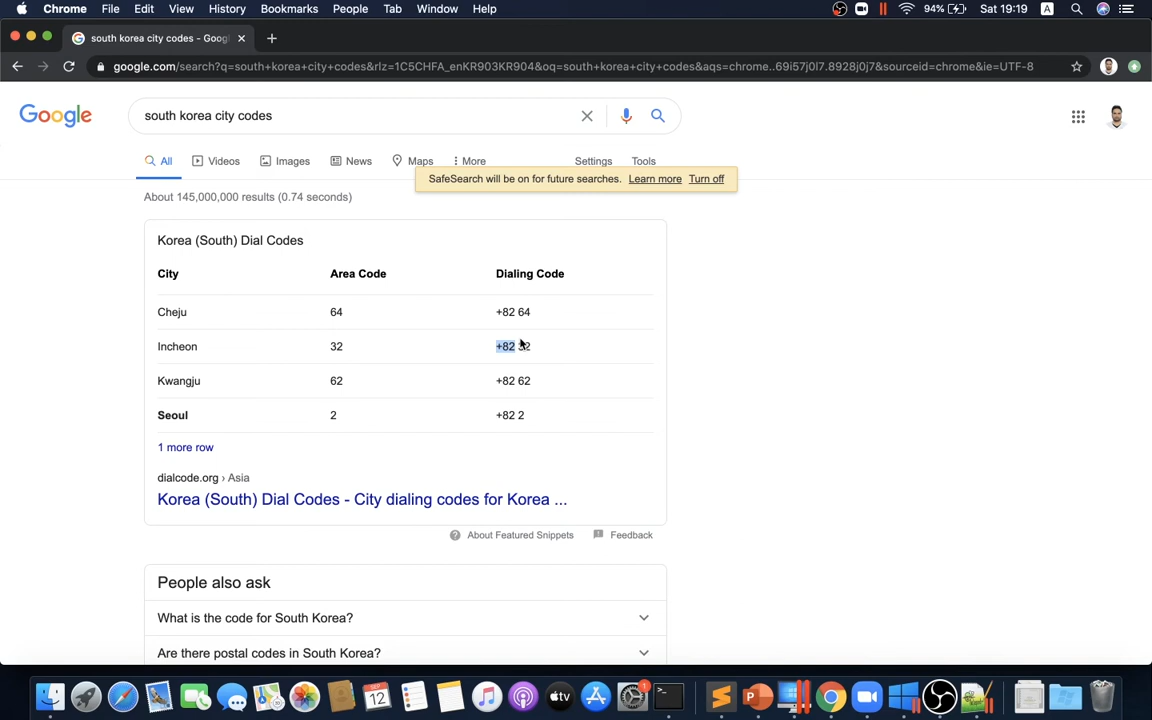 Chrome File Edit View History Bookmarks People Tab Window Help 94% Sat 19:19 A
south korea city codes - Goog
google.com/search?q=south+korea+city+codes&rlz=1C5CHFA_enKR903KR904&oq=south+korea+city+codes&aqs=chrome..69i57j0l7.8928j0j7&sourceid=chrome&ie=UTF-8
Google south korea city codes
All Videos Images News Maps More Settings Tools
SafeSearch will be on for future searches. Learn more Turn off
About 145,000,000 results (0.74 seconds)
Korea (South) Dial Codes
City Area Code Dialing Code
Cheju 64 +82 64
Incheon 32 +82 32
Kwangju 62 +82 62
Seoul 2 +82 2
1 more row
dialcode.org › Asia
Korea (South) Dial Codes - City dialing codes for Korea ...
About Featured Snippets Feedback
People also ask
What is the code for South Korea?
Are there postal codes in South Korea?
SEP
12
tv
1
P